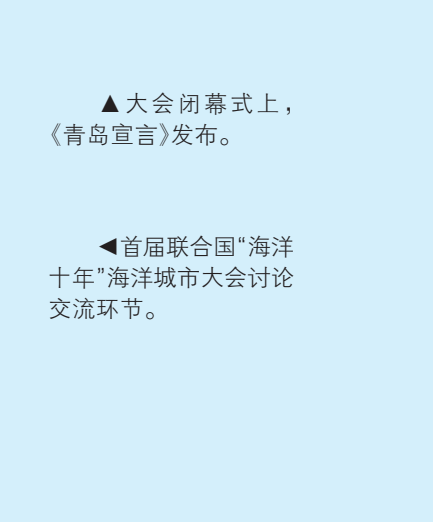 ▲大会闭幕式上，
《青岛宣言》发布。
◀首届联合国“海洋
十年”海洋城市大会讨论
交流环节。